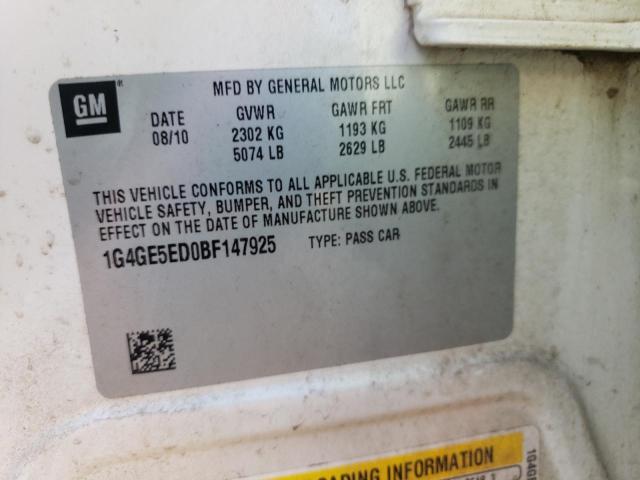 GM
MFD BY GENERAL MOTORS LLC
DATE GVWR GAWR FRT GAWR RR
08/10 2302 KG 1193 KG 1109 KG
5074 LB 2629 LB 2445 LB
THIS VEHICLE CONFORMS TO ALL APPLICABLE U.S. FEDERAL MOTOR
VEHICLE SAFETY, BUMPER, AND THEFT PREVENTION STANDARDS IN
EFFECT ON THE DATE OF MANUFACTURE SHOWN ABOVE.
1G4GE5ED0BF147925 TYPE: PASS CAR
ADING INFORMATION